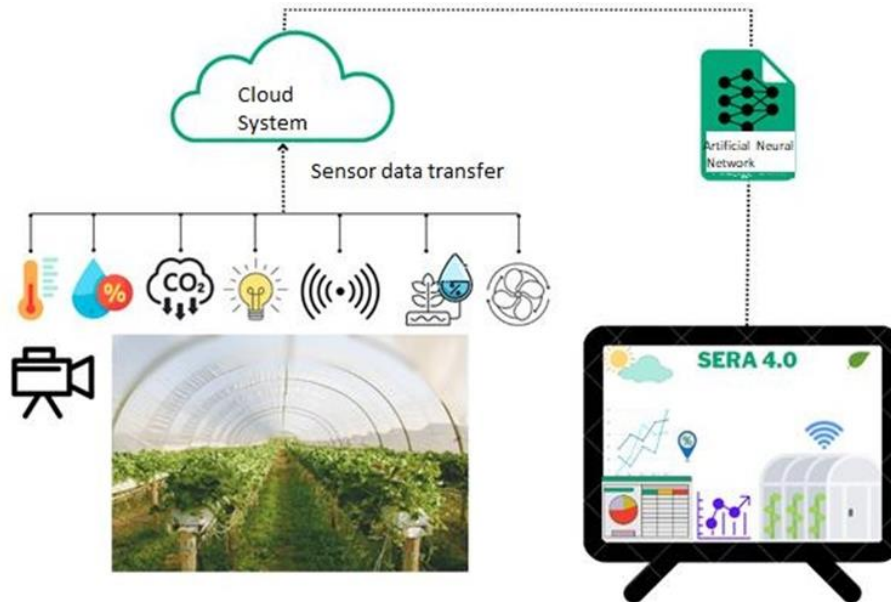 Cloud
System
Artificial Neural
Network
Sensor data transfer
%
CO2
%
SERA 4.0
%